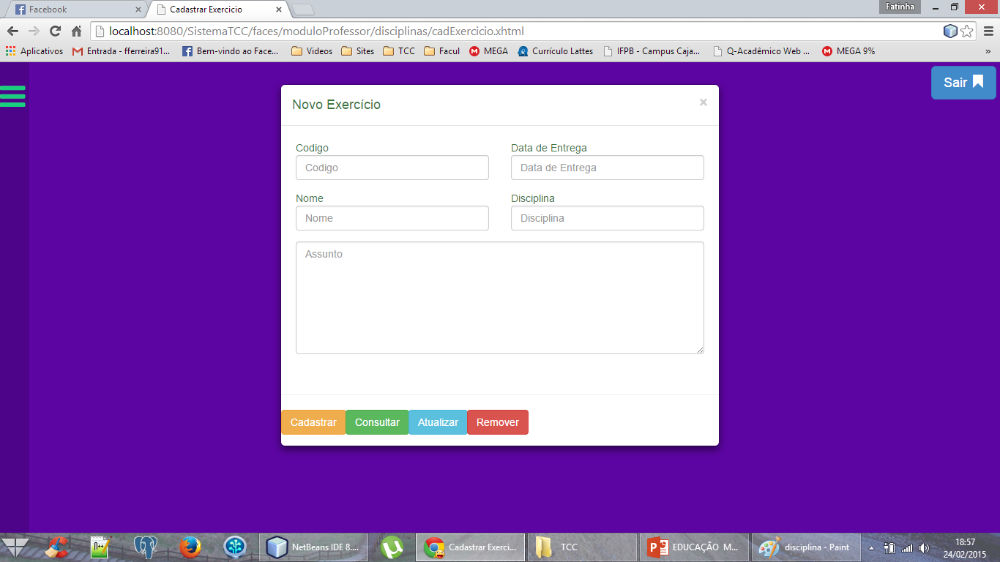 Facebook
Cadastrar Exercicio
Fatinha
localhost:8080/SistemaTCC/faces/moduloProfessor/disciplinas/cadExercicio.xhtml
Aplicativos
Entrada - fferreira91...
Bem-vindo ao Face...
Videos
Sites
TCC
Facul
MEGA
Currículo Lattes
IFPB - Campus Caja...
Q-Acadêmico Web ...
MEGA 9%
»
Sair
Novo Exercício
×
Codigo
Data de Entrega
Codigo
Data de Entrega
Nome
Disciplina
Nome
Disciplina
Assunto
Cadastrar
Consultar
Atualizar
Remover
NetBeans IDE 8....
Cadastrar Exerci...
TCC
EDUCAÇÃO M...
disciplina - Paint
18:57
24/02/2015